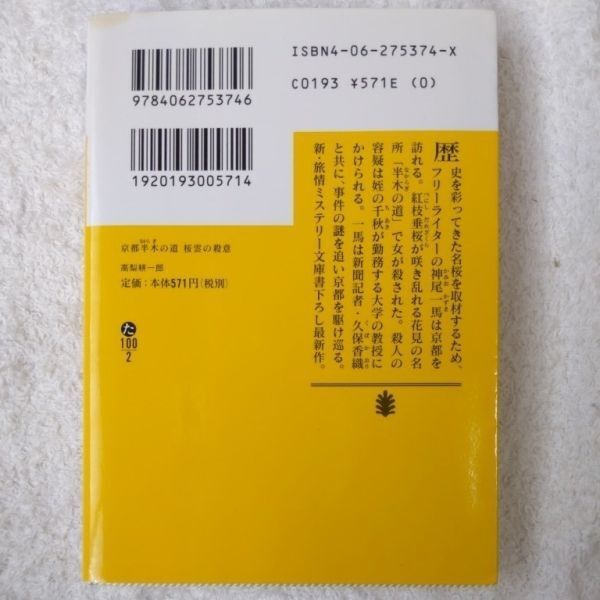 ISBN4-06-275374-X
C0193 ¥571E (0)
9784062753746
1920193005714
歴史を彩ってきた名桜を取材するため、
フリーライターの神尾一馬は京都を
訪れる。紅枝垂桜が咲き乱れる花見の名
所「半木の道」で女が殺された。殺人の
容疑は姪の千秋が勤務する大学の教授に
かけられる。一馬は新聞記者・久保香織
と共に、事件の謎を追い京都を駆け巡る。
新・旅情ミステリー文庫書下ろし最新作。
京都半木の道 桜雲の殺意
高梨耕一郎
定価：本体571円(税別)
た
100
2